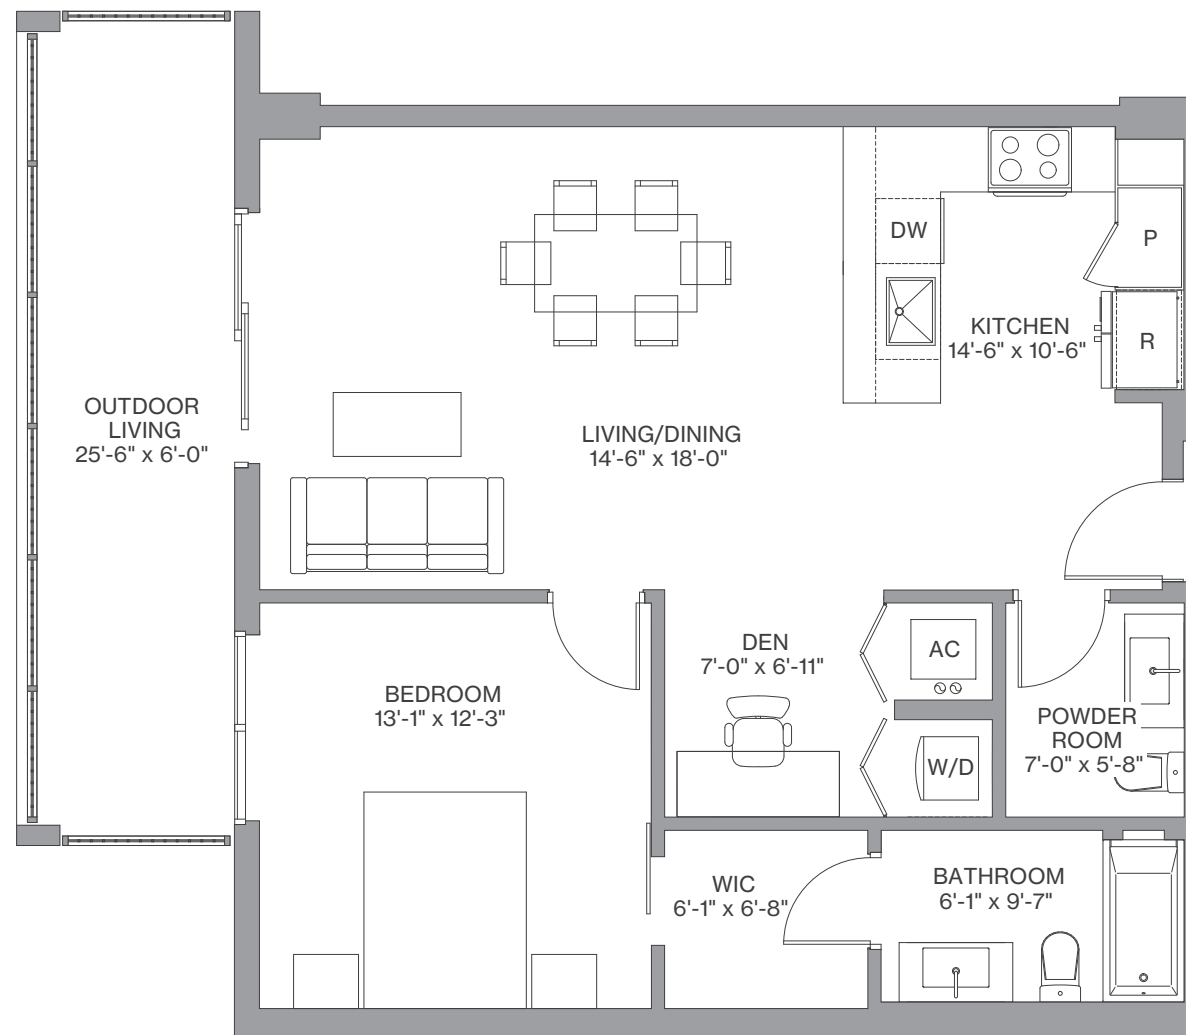 DW
P
KITCHEN
14'-6" x 10'-6"
R
OUTDOOR
LIVING
25'-6" x 6'-0"
LIVING/DINING
14'-6" x 18'-0"
DEN
7'-0" x 6'-11"
AC
BEDROOM
13'-1" x 12'-3"
POWDER
ROOM
7'-0" x 5'-8"
W/D
WIC
6'-1" x 6'-8"
BATHROOM
6'-1" x 9'-7"